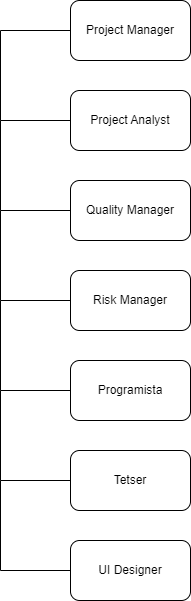 Project Manager
Project Analyst
Quality Manager
Risk Manager
Programista
Tetser
UI Designer